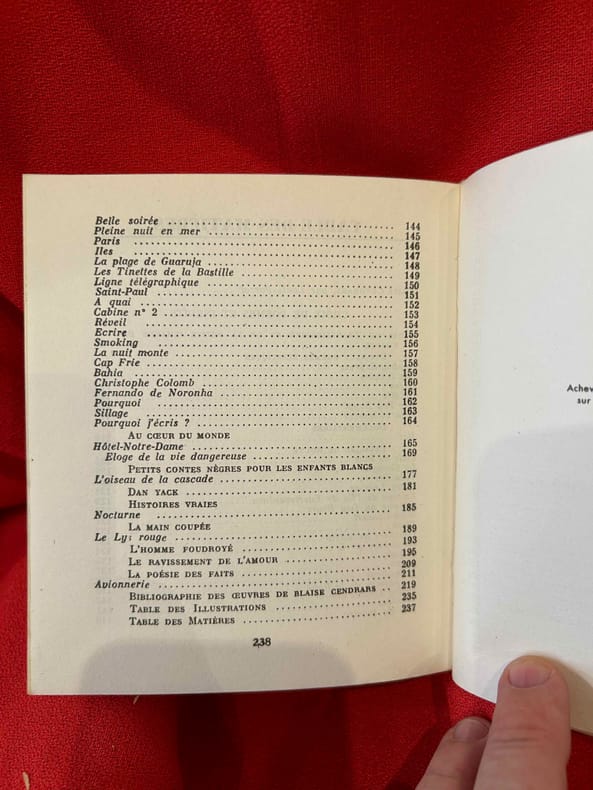 Belle soirée ........ 144
Pleine nuit en mer ........ 145
Paris ........ 146
Iles ........ 147
La plage de Guaruja ........ 148
Les Tinettes de la Bastille ........ 149
Ligne télégraphique ........ 150
Saint-Paul ........ 151
A quai ........ 152
Cabine n° 2 ........ 153
Réveil ........ 154
Ecrire ........ 155
Smoking ........ 156
La nuit monte ........ 157
Cap Frie ........ 158
Bahia ........ 159
Christophe Colomb ........ 160
Fernando de Noronha ........ 161
Pourquoi ........ 162
Sillage ........ 163
Pourquoi j'écris ? ........ 164
AU CŒUR DU MONDE
Hôtel-Notre-Dame ........ 165
Eloge de la vie dangereuse ........ 169
PETITS CONTES NÈGRES POUR LES ENFANTS BLANCS
L'oiseau de la cascade ........ 177
DAN YACK ........ 181
HISTOIRES VRAIES
Nocturne ........ 185
LA MAIN COUPÉE
Le Lys rouge ........ 189
L'HOMME FOUDROYÉ ........ 193
LE RAVISSEMENT DE L'AMOUR ........ 195
LA POÉSIE DES FAITS ........ 209
Avionnerie ........ 211
BIBLIOGRAPHIE DES ŒUVRES DE BLAISE CENDRARS .. 219
TABLE DES ILLUSTRATIONS ........ 235
TABLE DES MATIÈRES ........ 237
238
Achev
sur